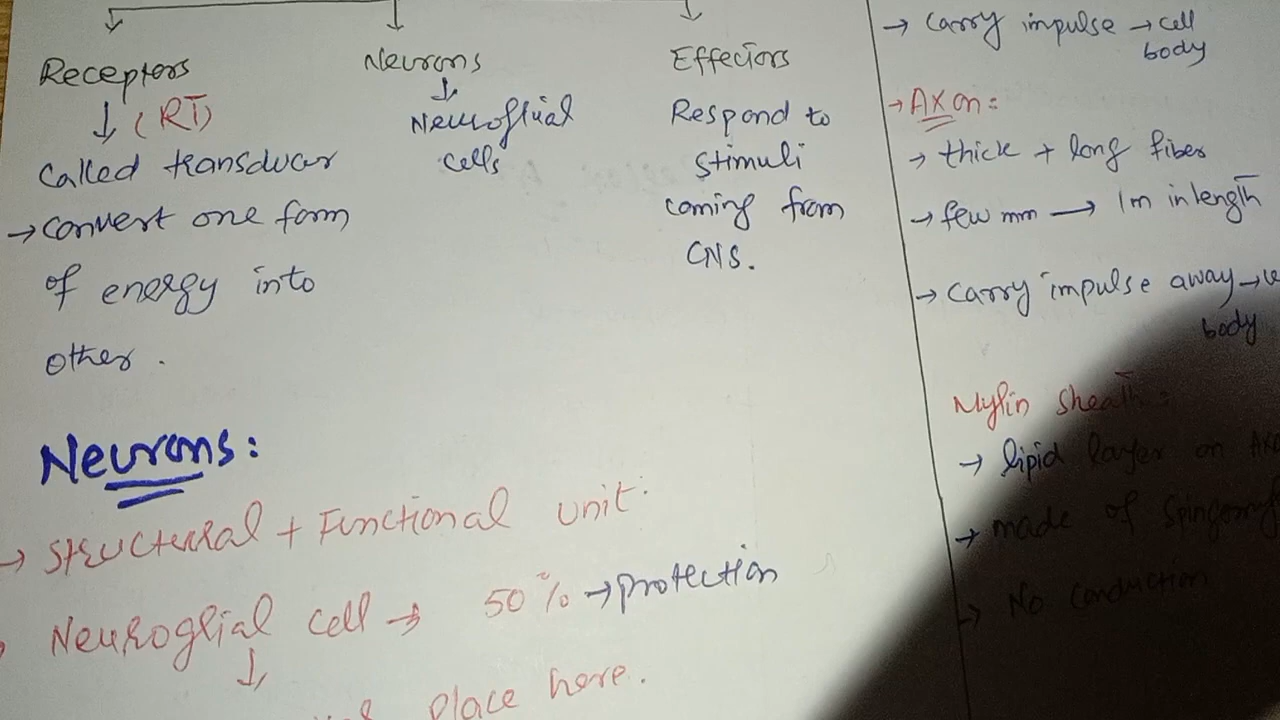 Receptors
↓ (RT)
Called transducer
→ convert one form
of energy into
other.
Neurons
↓
Neuroglial
cells
Effectors
Respond to
stimuli
coming from
CNS.
Neurons:
→ Structural + Functional unit.
Neuroglial cell → 50% → protection
↓
place here.
→ Carry impulse → cell
body
→ Axon:
→ thick + long fiber
→ few mm → 1m in length
→ Carry impulse away →
body
Mylin sheath:
→ lipid layer on
→ made of
→ No conduction